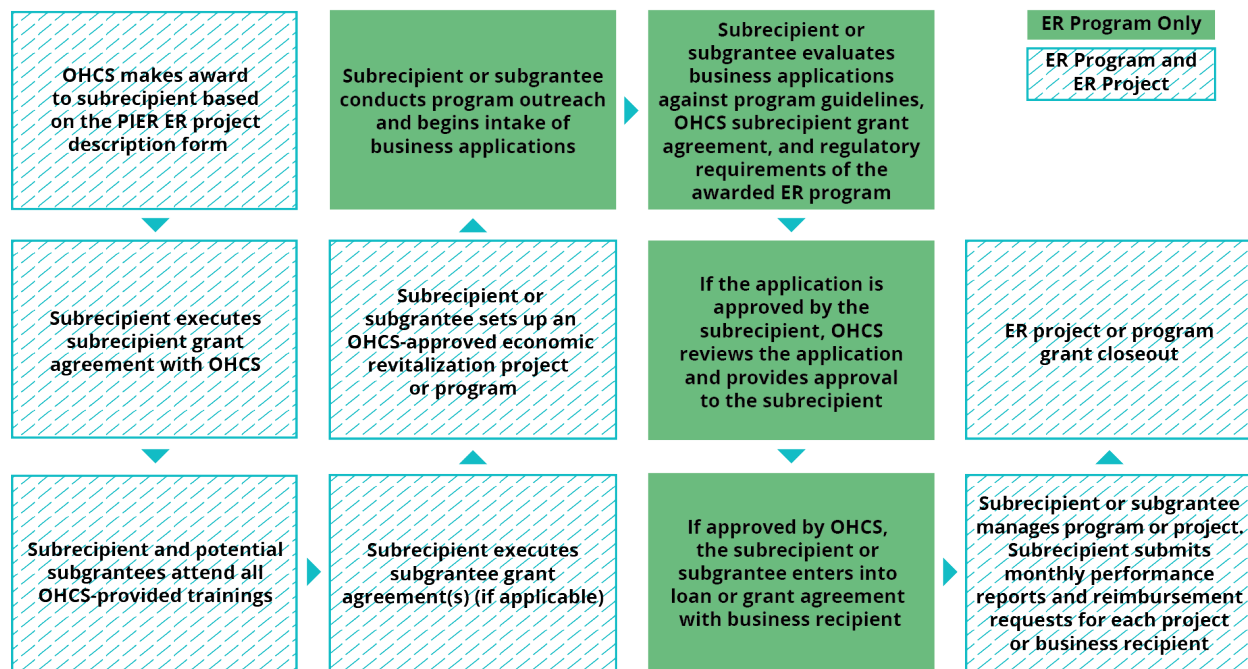 OHCS makes award
to subrecipient based
on the PIER ER project
description form
Subrecipient executes
subrecipient grant
agreement with OHCS
Subrecipient and potential
subgrantees attend all
OHCS-provided trainings
Subrecipient executes
subgrantee grant
agreement(s) (if applicable)
Subrecipient or
subgrantee sets up an
OHCS-approved economic
revitalization project
or program
Subrecipient or subgrantee
conducts program outreach
and begins intake of
business applications
Subrecipient or
subgrantee evaluates
business applications
against program guidelines,
OHCS subrecipient grant
agreement, and regulatory
requirements of the
awarded ER program
If the application is
approved by the
subrecipient, OHCS
reviews the application
and provides approval
to the subrecipient
If approved by OHCS,
the subrecipient or
subgrantee enters into
loan or grant agreement
with business recipient
Subrecipient or subgrantee
manages program or project.
Subrecipient submits
monthly performance
reports and reimbursement
requests for each project
or business recipient
ER project or program
grant closeout
ER Program Only
ER Program and
ER Project